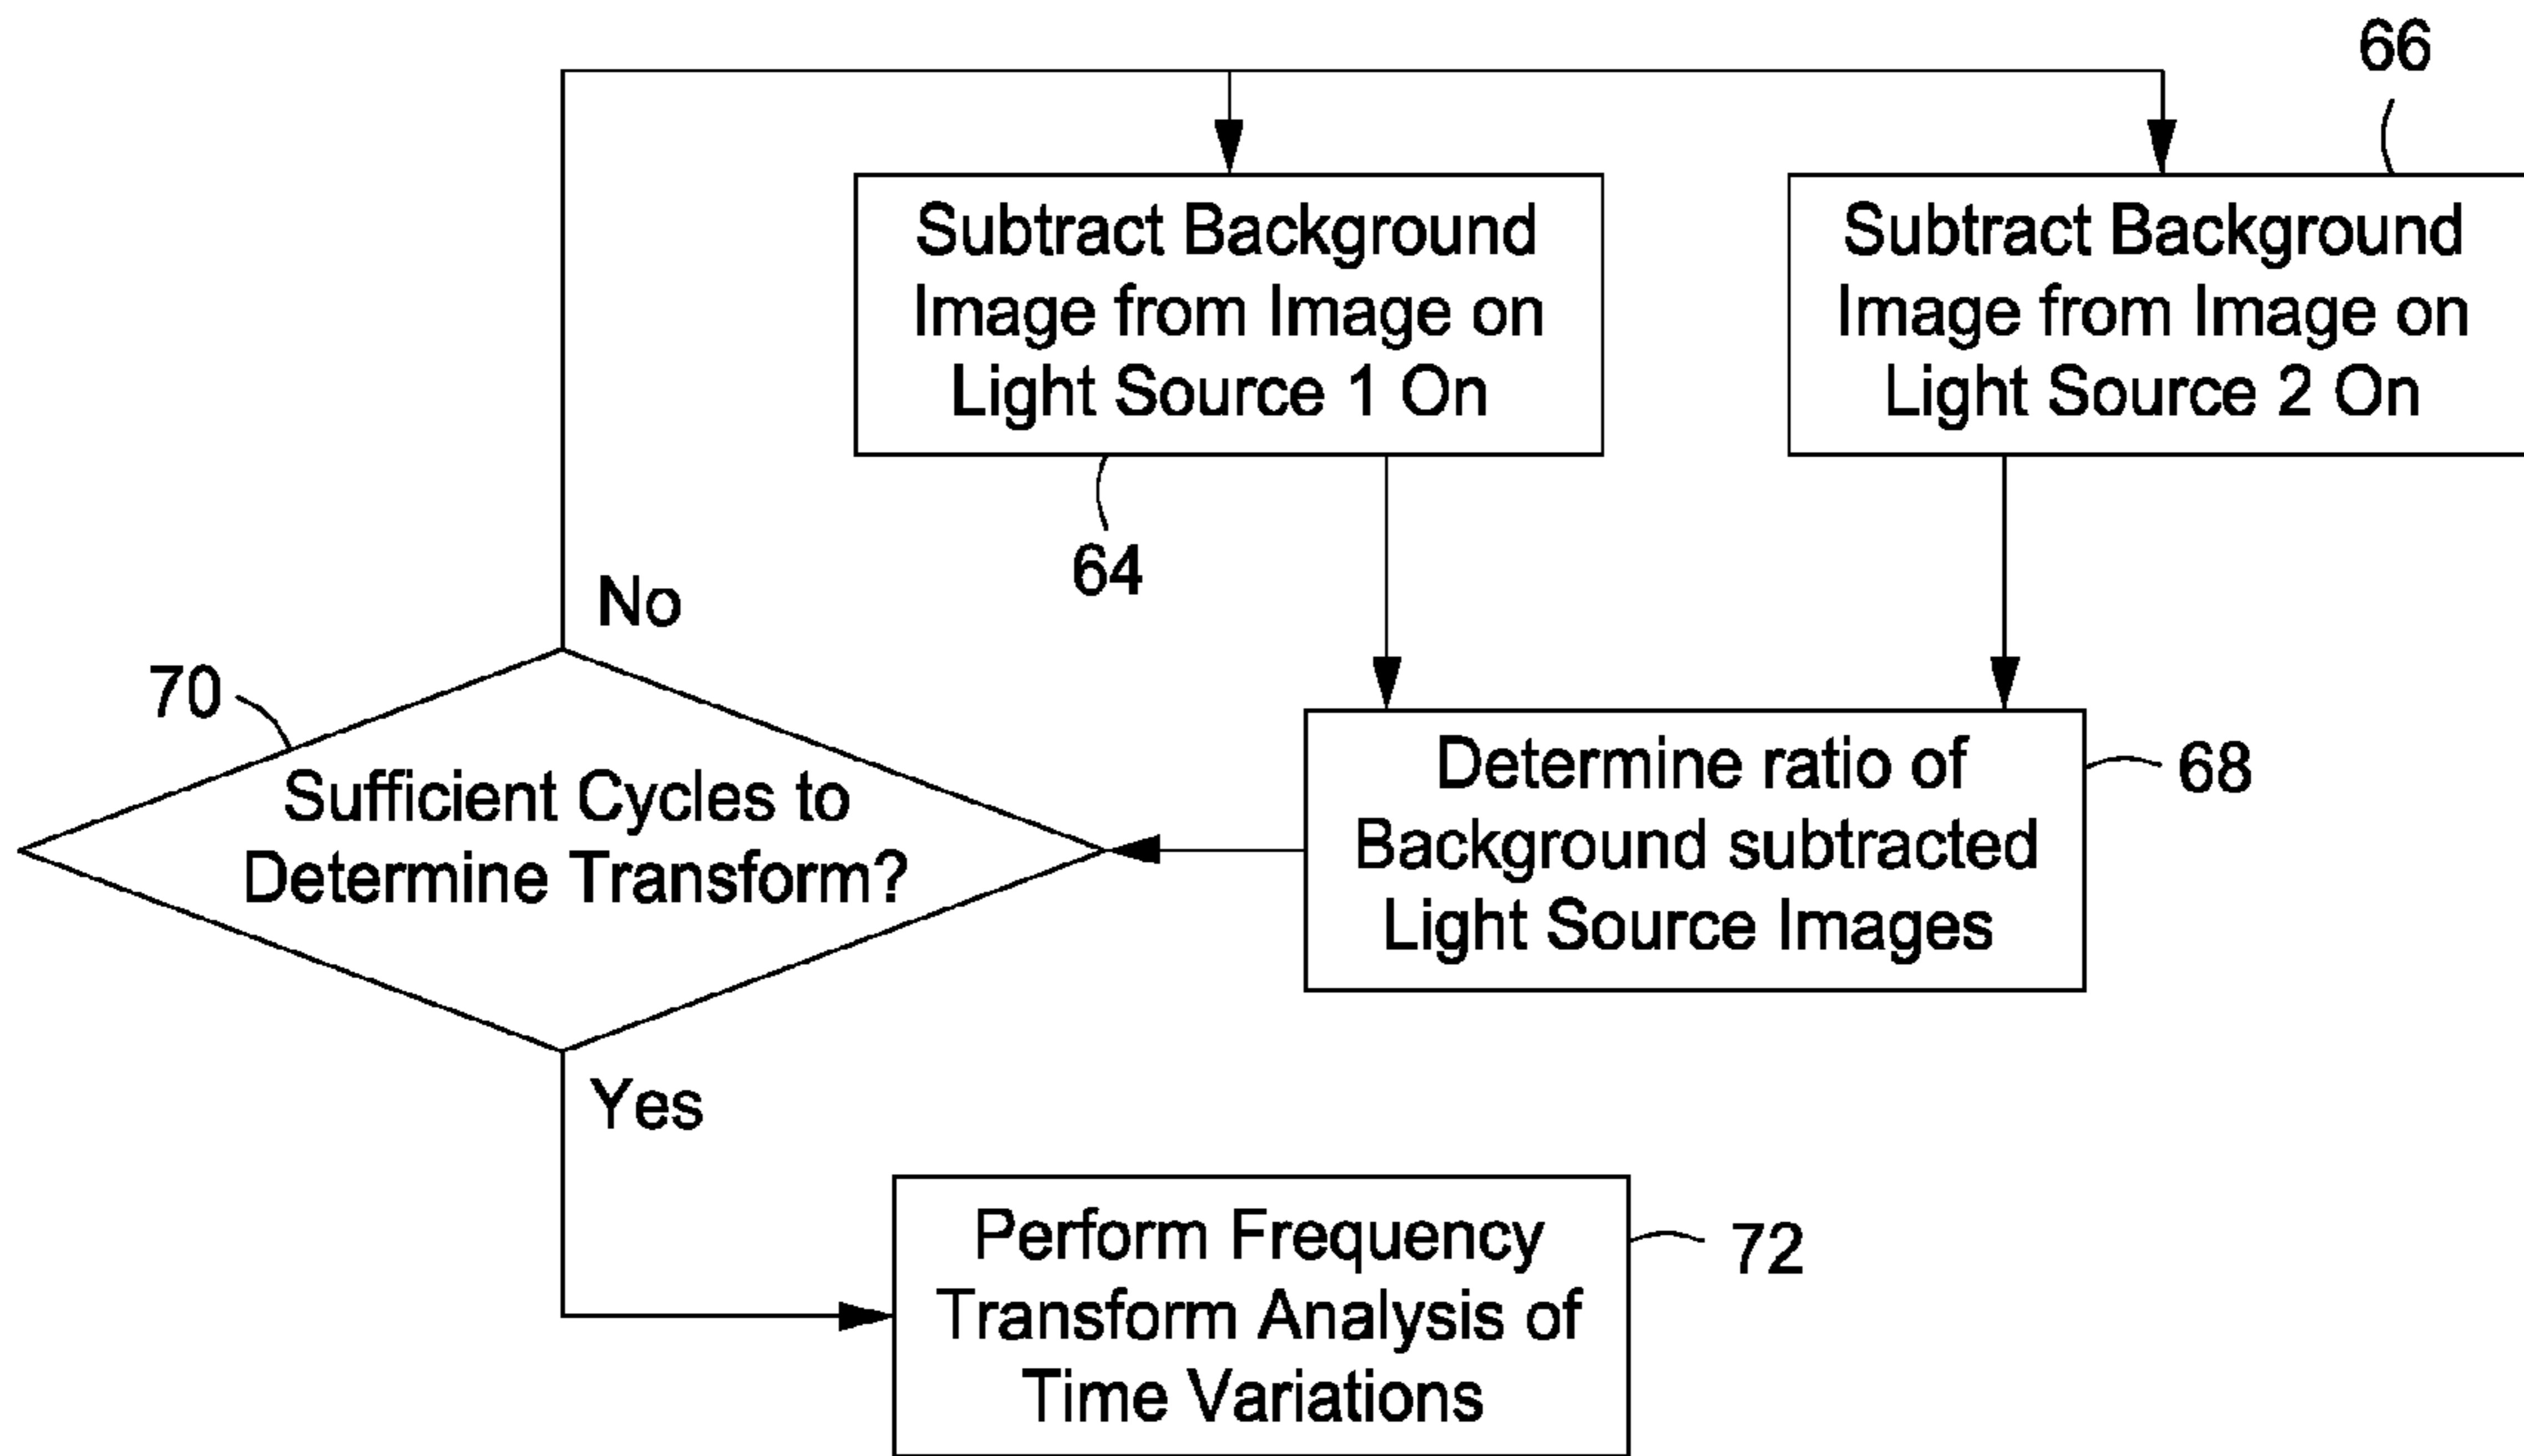 66
Subtract Background
Image from Image on
Light Source 1 On
Subtract Background
Image from Image on
Light Source 2 On
64
No
70
Sufficient Cycles to
Determine Transform?
Determine ratio of
Background subtracted
Light Source Images
68
Yes
Perform Frequency
Transform Analysis of
Time Variations
72